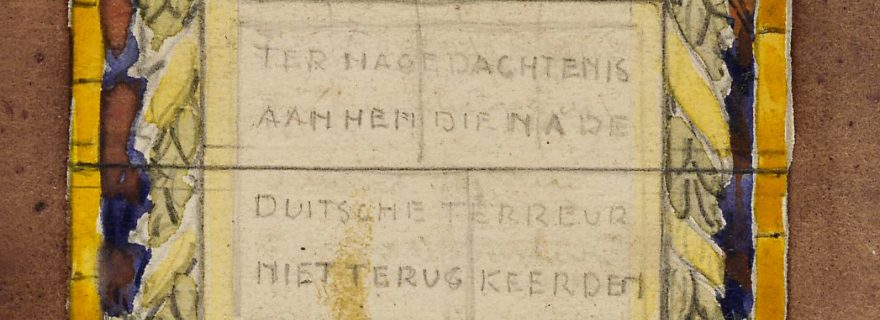 TER NAGEDACHTENIS
AAN HEN DIE NA DE
DUITSCHE TERREUR
NIET TERUG KEERDEN